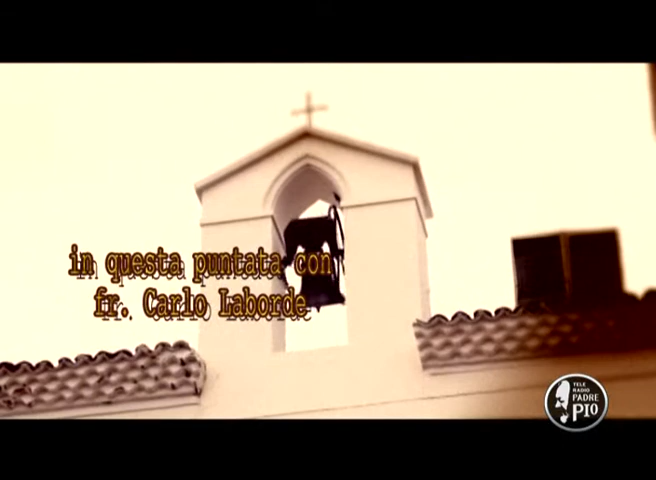 in questa puntata con
fr. Carlo Laborde
TELE
RADIO
PADRE
PIO